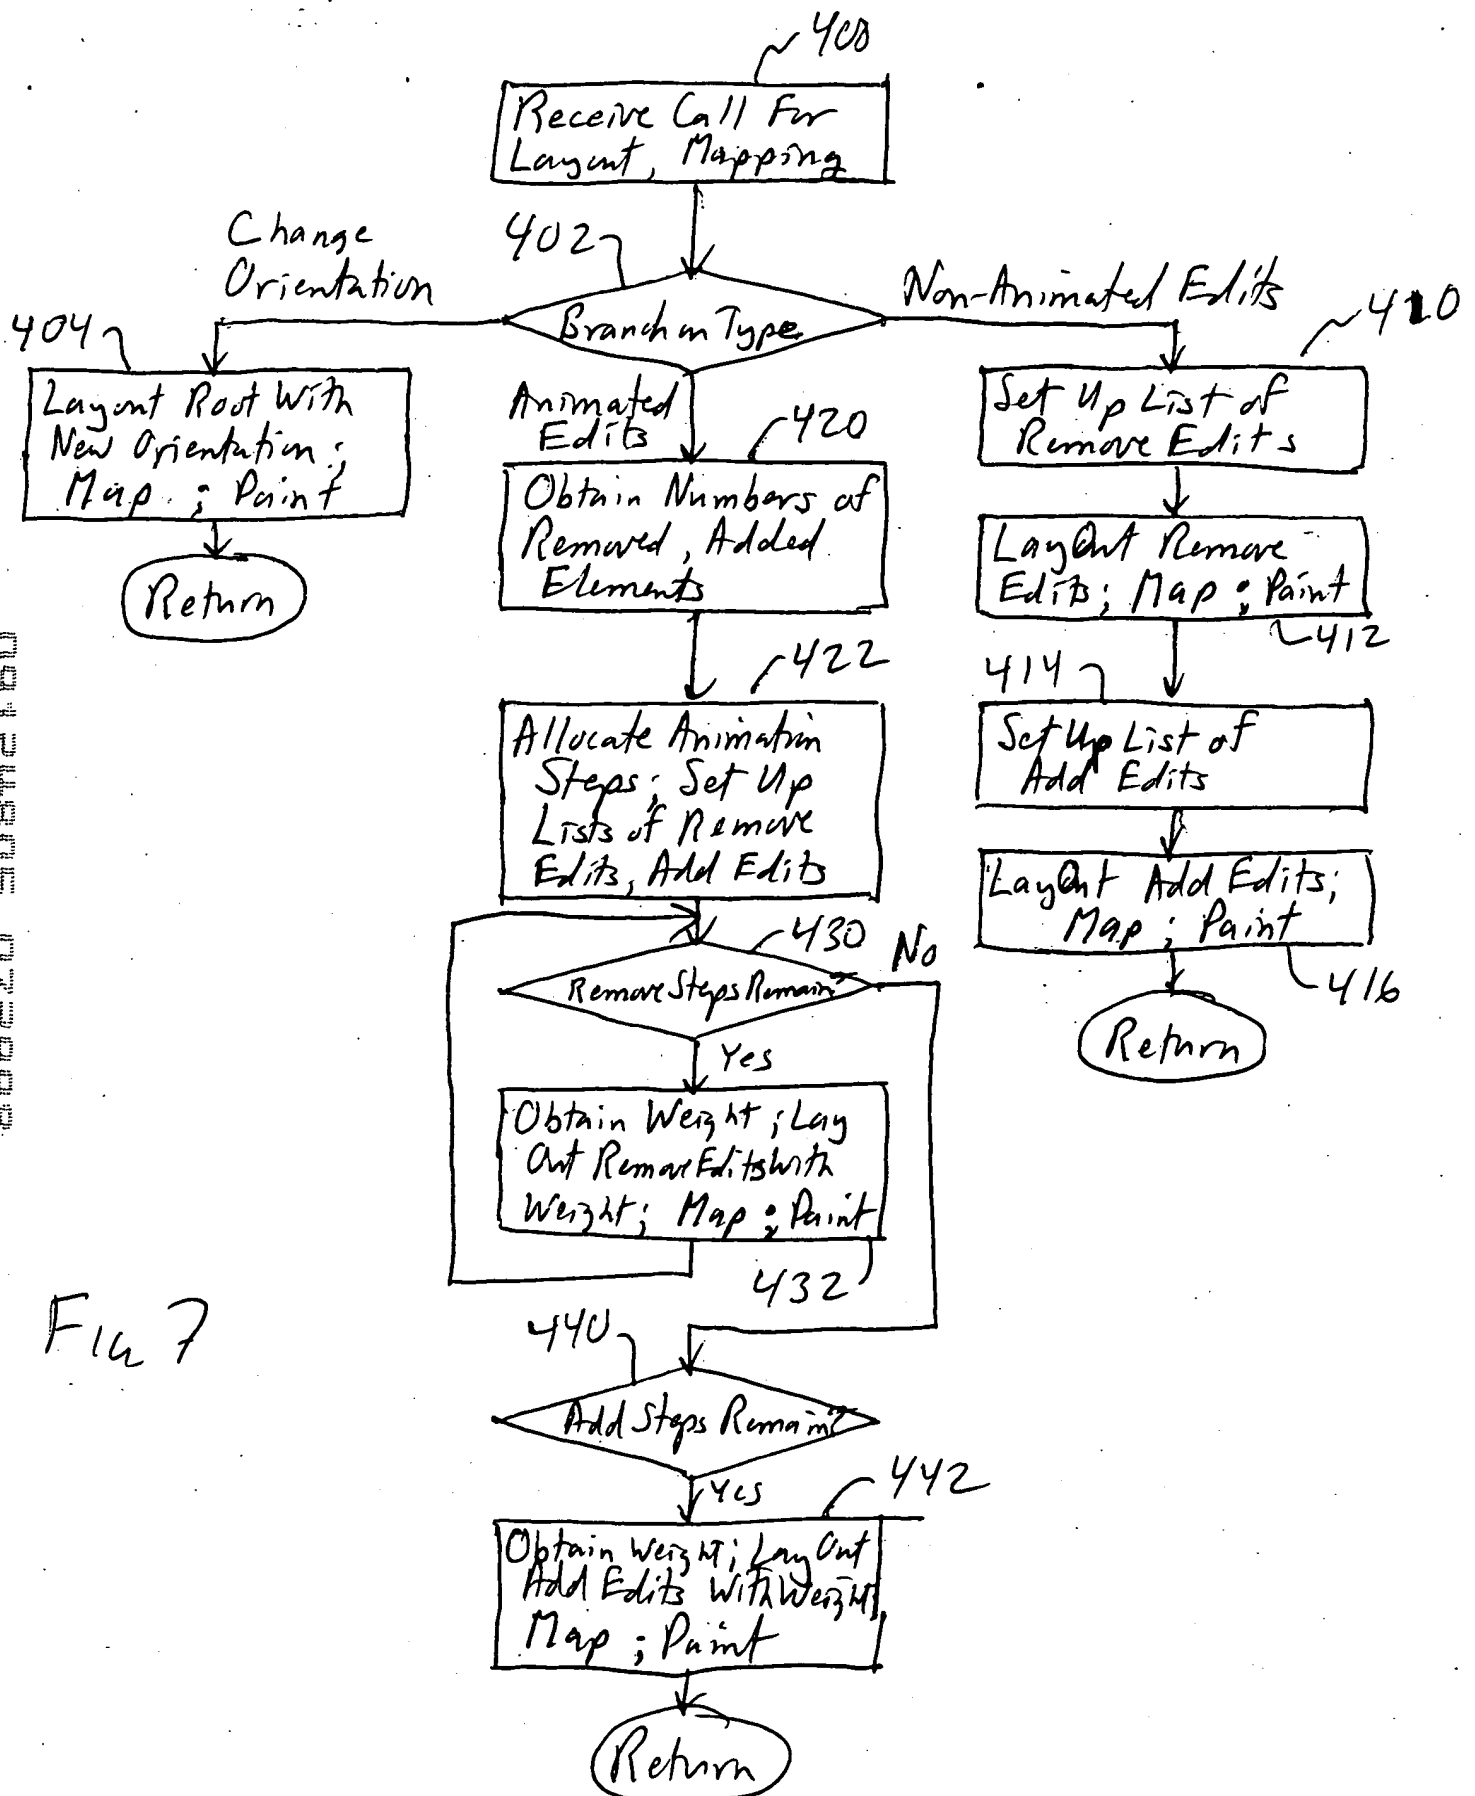 400
Receive Call For
Layout, Mapping
Change
Orientation
402
Non-Animated Edits
Branch on Type
404
410
Layout Root With
New Orientation;
Map ; Paint
Return
Animated
Edits
420
Obtain Numbers of
Removed, Added
Elements
Set Up List of
Remove Edits
LayOut Remove
Edits; Map ; Paint
412
422
Allocate Animation
Steps; Set Up
Lists of Remove
Edits, Add Edits
414
Set Up List of
Add Edits
LayOut Add Edits;
Map ; Paint
416
Return
430
No
Remove Steps Remain?
Yes
Obtain Weight; Lay
Out Remove Edits With
Weight; Map ; Paint
432
440
Add Steps Remain?
Yes
442
Obtain Weight; Lay Out
Add Edits With Weight;
Map ; Paint
Return
Fig 7